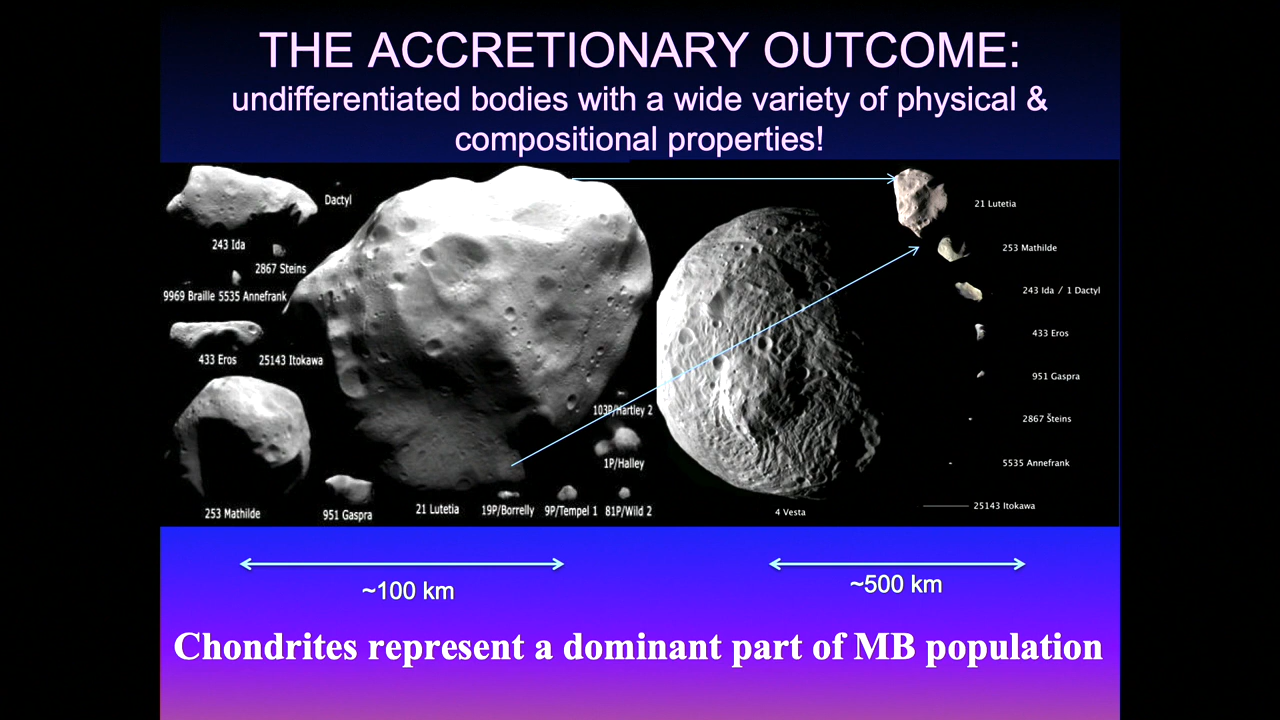 THE ACCRETIONARY OUTCOME:
undifferentiated bodies with a wide variety of physical &
compositional properties!
Dactyl
243 Ida
2867 Steins
9969 Braille 5535 Annefrank
433 Eros
25143 Itokawa
253 Mathilde
951 Gaspra
21 Lutetia
103P/Hartley 2
1P/Halley
19P/Borrelly
9P/Tempel 1
81P/Wild 2
4 Vesta
21 Lutetia
253 Mathilde
243 Ida / 1 Dactyl
433 Eros
951 Gaspra
2867 Šteins
5535 Annefrank
25143 Itokawa
~100 km
~500 km
Chondrites represent a dominant part of MB population